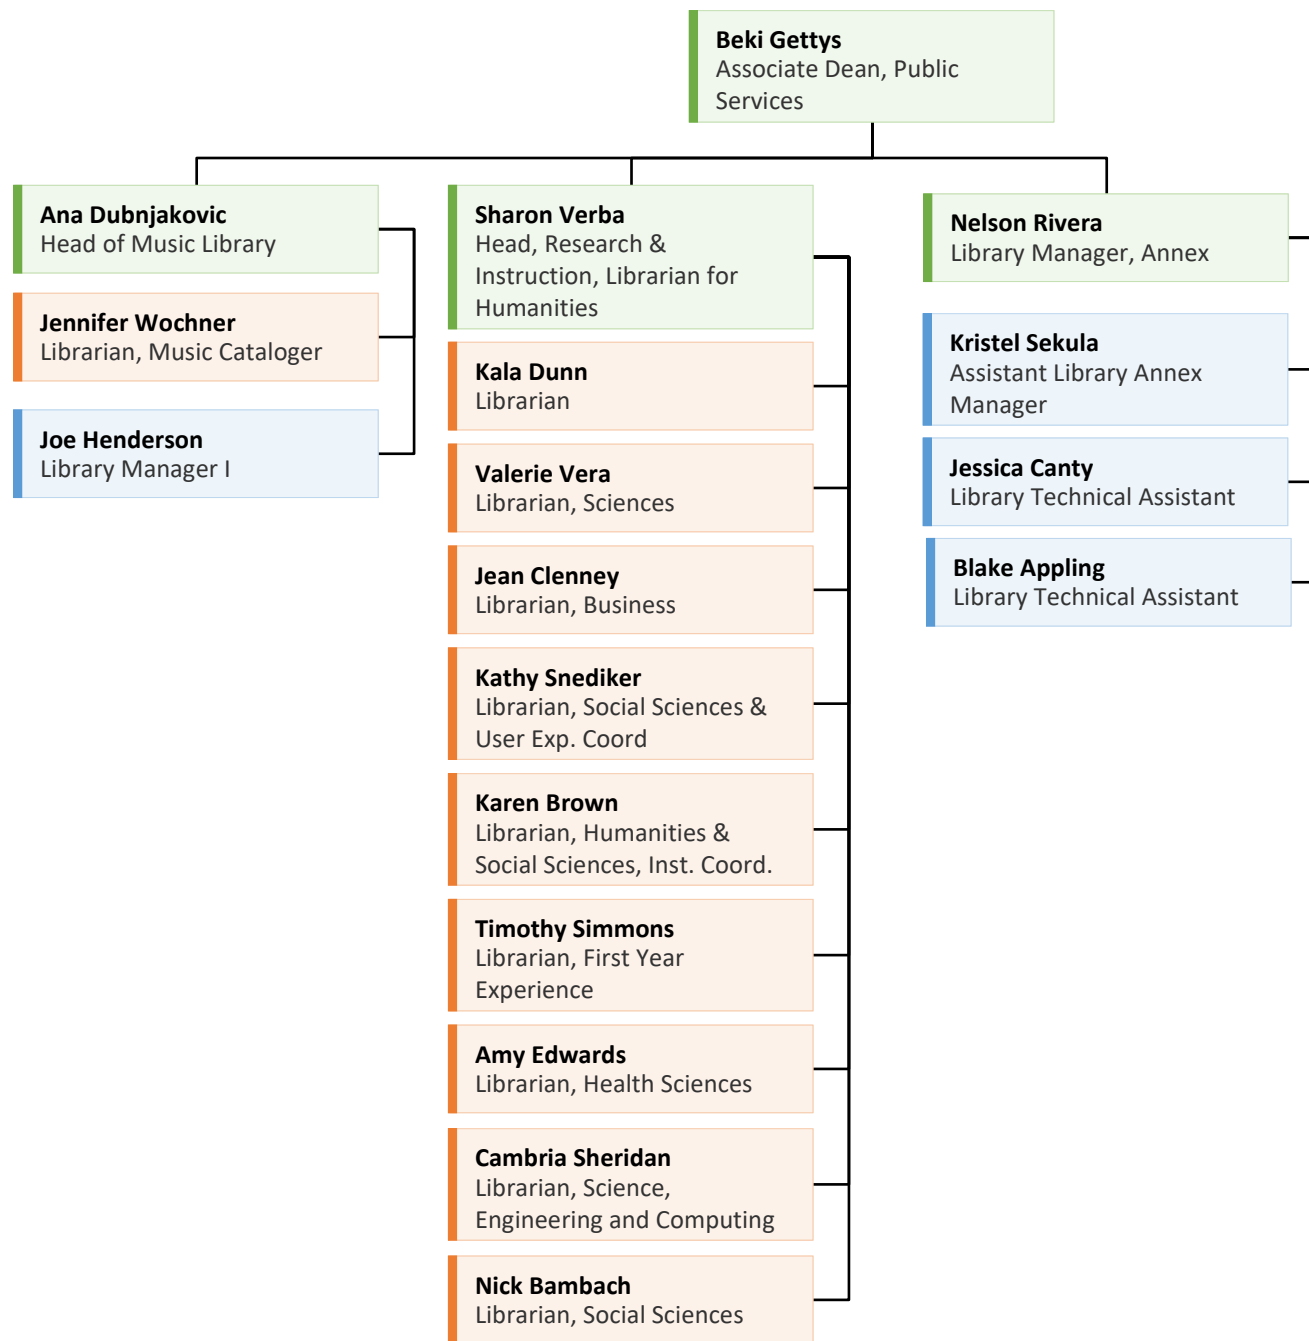 Beki Gettys
Associate Dean, Public
Services
Ana Dubnjakovic
Head of Music Library
Jennifer Wochner
Librarian, Music Cataloger
Joe Henderson
Library Manager I
Sharon Verba
Head, Research &
Instruction, Librarian for
Humanities
Kala Dunn
Librarian
Valerie Vera
Librarian, Sciences
Jean Clenney
Librarian, Business
Kathy Snediker
Librarian, Social Sciences &
User Exp. Coord
Karen Brown
Librarian, Humanities &
Social Sciences, Inst. Coord.
Timothy Simmons
Librarian, First Year
Experience
Amy Edwards
Librarian, Health Sciences
Cambria Sheridan
Librarian, Science,
Engineering and Computing
Nick Bambach
Librarian, Social Sciences
Nelson Rivera
Library Manager, Annex
Kristel Sekula
Assistant Library Annex
Manager
Jessica Canty
Library Technical Assistant
Blake Appling
Library Technical Assistant